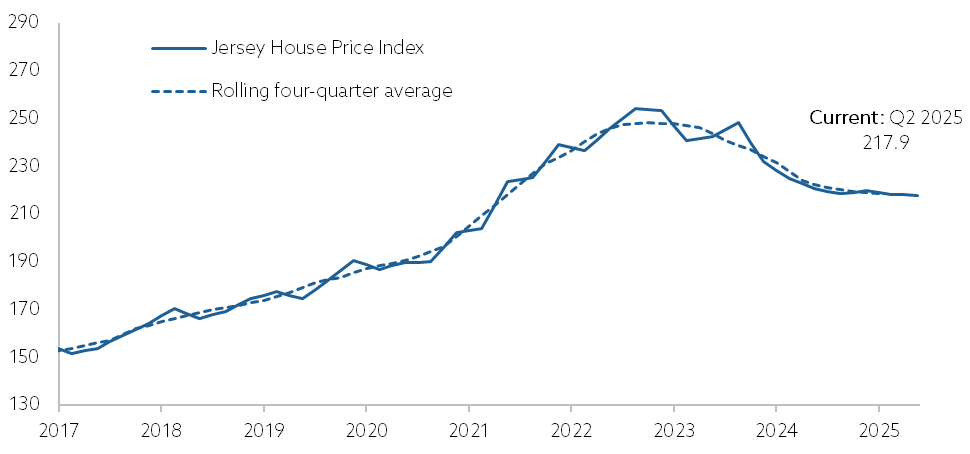 290
270
250
230
210
190
170
150
130
Jersey House Price Index
Rolling four-quarter average
Current: Q2 2025
217.9
2017 2018 2019 2020 2021 2022 2023 2024 2025